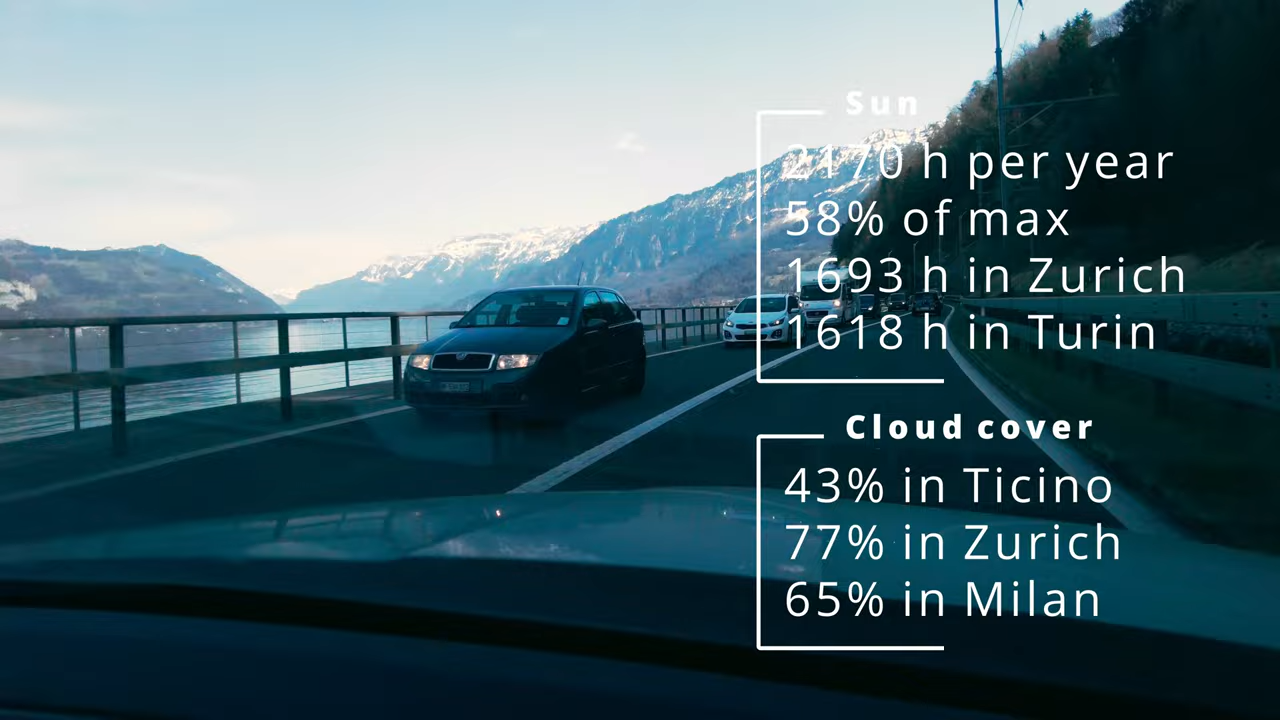 Sun
2170 h per year
58% of max
1693 h in Zurich
1618 h in Turin
Cloud cover
43% in Ticino
77% in Zurich
65% in Milan